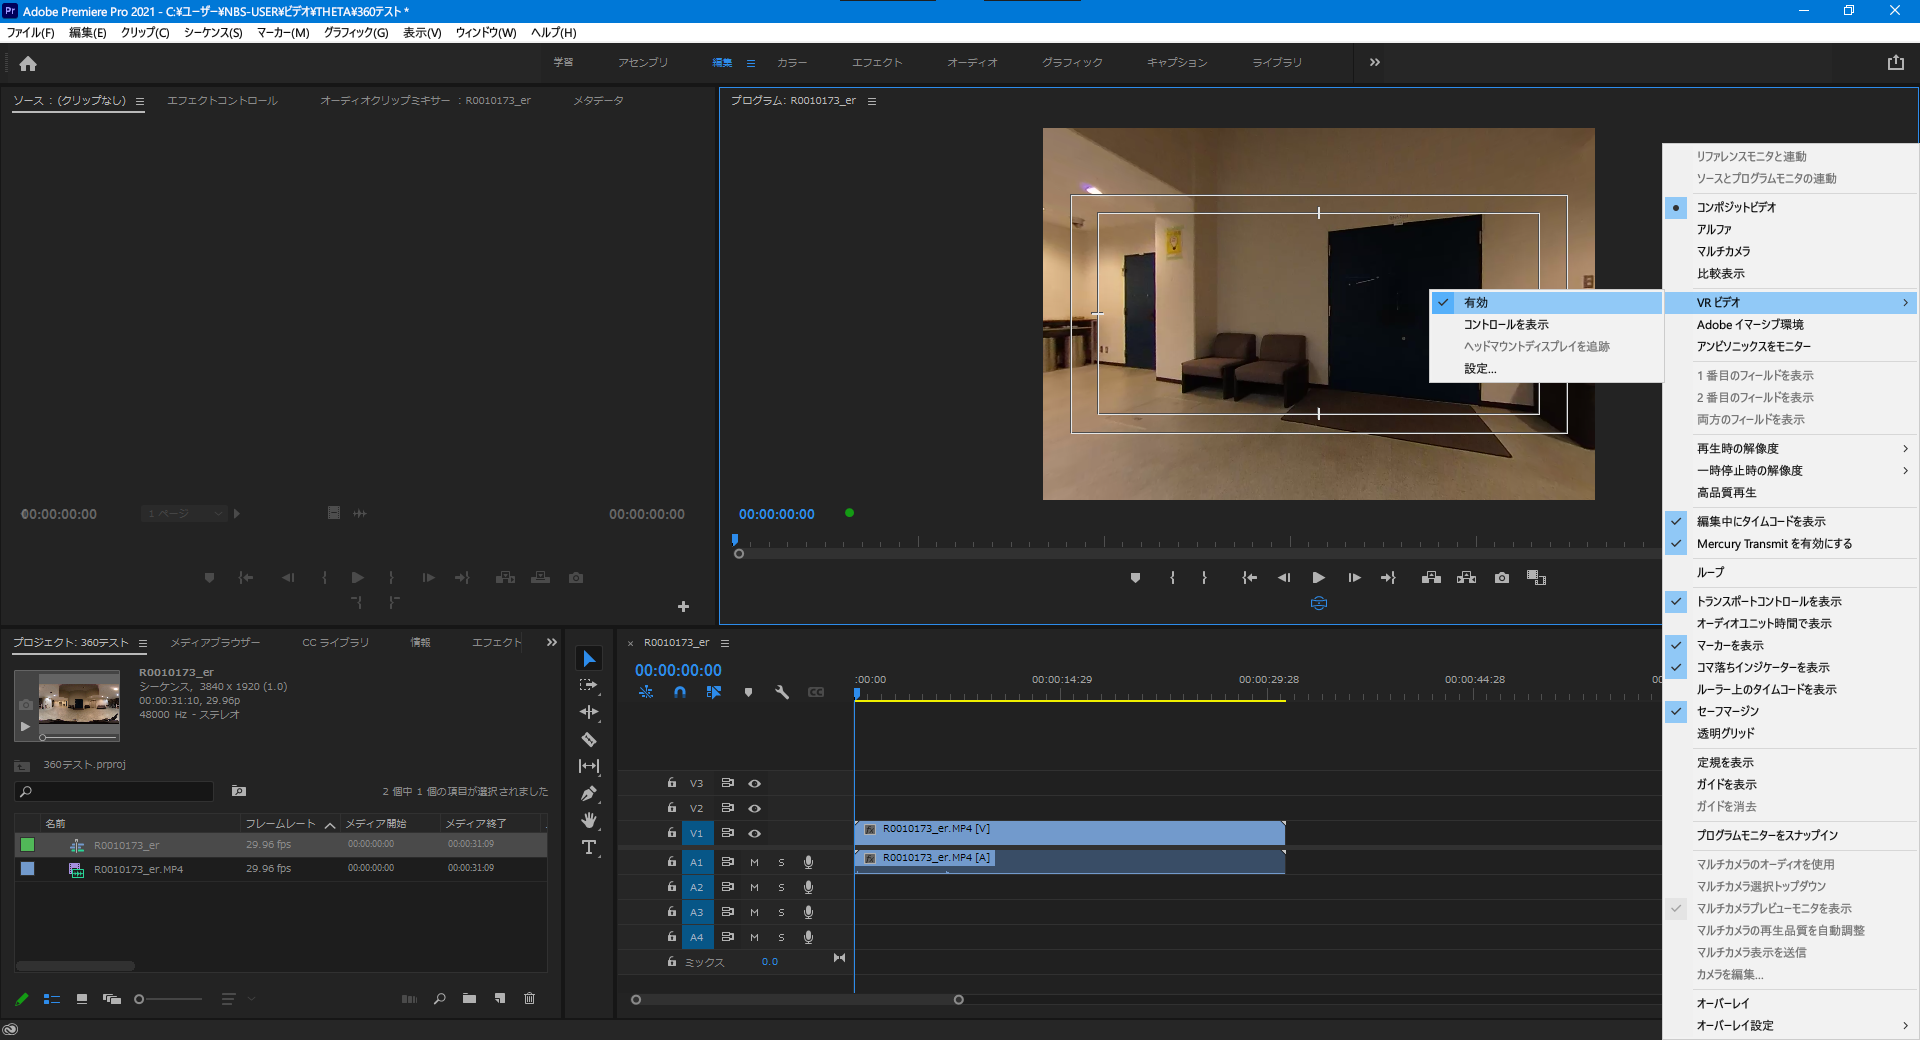 Pr Adobe Premiere Pro 2021 - C:¥ユーザー¥NBS-USER¥ビデオ¥THETA¥360テスト *
ファイル(F) 編集(E) クリップ(C) シーケンス(S) マーカー(M) グラフィック(G) 表示(V) ウィンドウ(W) ヘルプ(H)
学習 アセンブリ 編集 カラー エフェクト オーディオ グラフィック キャプション ライブラリ
ソース : (クリップなし) エフェクトコントロール オーディオクリップミキサー : R0010173_er メタデータ
プログラム: R0010173_er
00:00:00:00 1 ページ 00:00:00:00
00:00:00:00
リファレンスモニタと連動
ソースとプログラムモニタの連動
コンポジットビデオ
アルファ
マルチカメラ
比較表示
VR ビデオ
有効
コントロールを表示
ヘッドマウントディスプレイを追跡
設定...
Adobe イマーシブ環境
アンビソニックスをモニター
1 番目のフィールドを表示
2 番目のフィールドを表示
両方のフィールドを表示
再生時の解像度
一時停止時の解像度
高品質再生
編集中にタイムコードを表示
Mercury Transmit を有効にする
ループ
トランスポートコントロールを表示
オーディオユニット時間で表示
マーカーを表示
コマ落ちインジケーターを表示
ルーラー上のタイムコードを表示
セーフマージン
透明グリッド
定規を表示
ガイドを表示
ガイドを消去
プログラムモニターをスナップイン
マルチカメラのオーディオを使用
マルチカメラ選択トップダウン
マルチカメラプレビューモニタを表示
マルチカメラの再生品質を自動調整
マルチカメラ表示を送信
カメラを編集...
オーバーレイ
オーバーレイ設定
プロジェクト: 360テスト メディアブラウザー CC ライブラリ 情報 エフェクト
R0010173_er
シーケンス, 3840 x 1920 (1.0)
00:00:31:10, 29.96p
48000 Hz - ステレオ
360テスト.prproj
2 個中 1 個の項目が選択されました
名前 フレームレート メディア開始 メディア終了
R0010173_er 29.96 fps 00:00:00:00 00:00:31:09
R0010173_er.MP4 29.96 fps 00:00:00:00 00:00:31:09
× R0010173_er
00:00:00:00
:00:00 00:00:14:29 00:00:29:28 00:00:44:28 00
V3
V2
V1 R0010173_er.MP4 [V]
A1 M S R0010173_er.MP4 [A]
A2 M S
A3 M S
A4 M S
ミックス 0.0